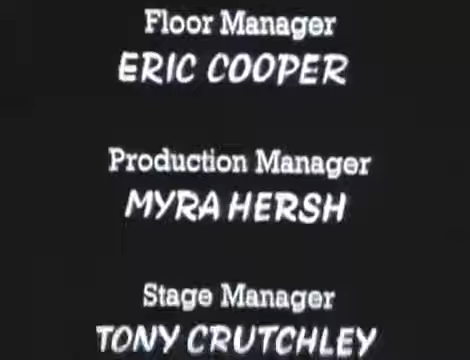 Floor Manager
ERIC COOPER
Production Manager
MYRA HERSH
Stage Manager
TONY CRUTCHLEY